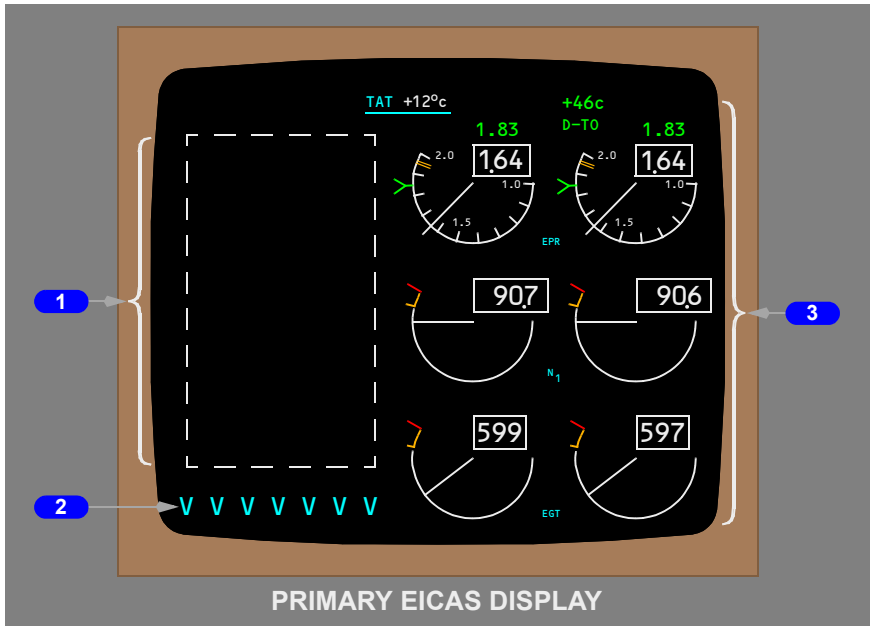 TAT +12°c
+46c
D-TO
1.83
1.83
2.0
1.64
1.0
1.5
2.0
1.64
1.0
1.5
EPR
1
90.7
90.6
3
N1
599
597
2
V V V V V V V
EGT
PRIMARY EICAS DISPLAY